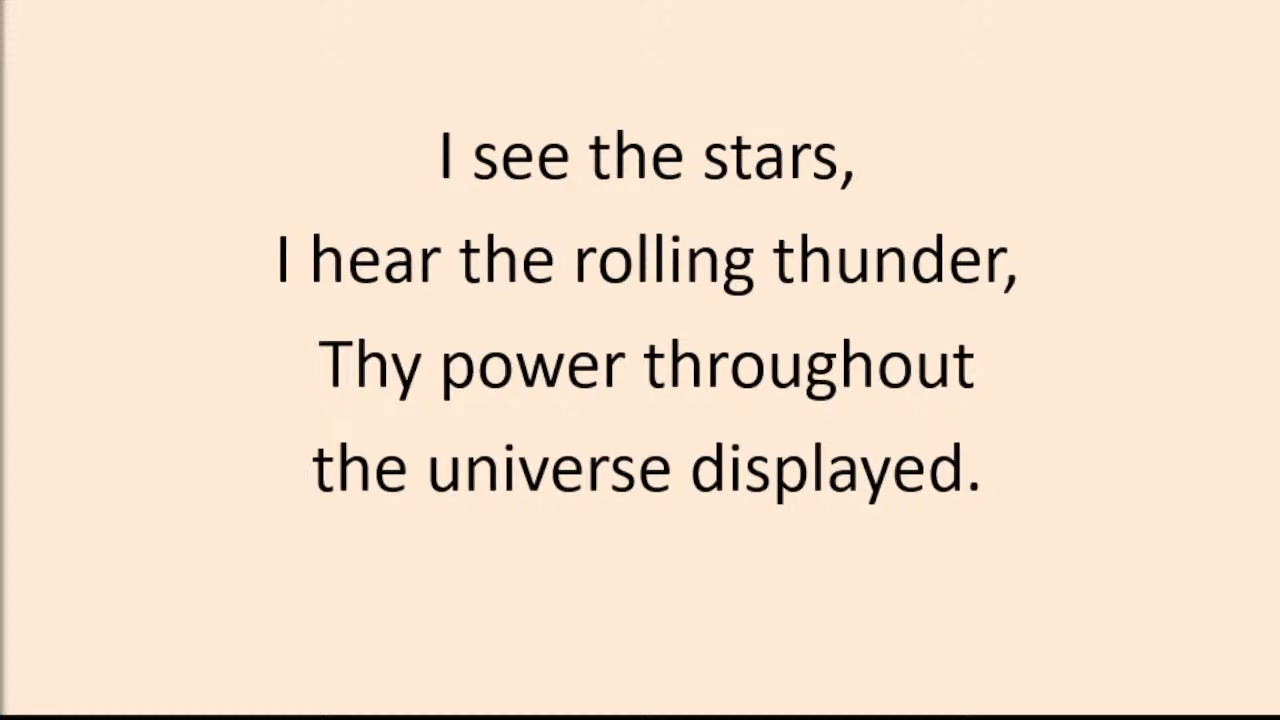 I see the stars,
I hear the rolling thunder,
Thy power throughout
the universe displayed.